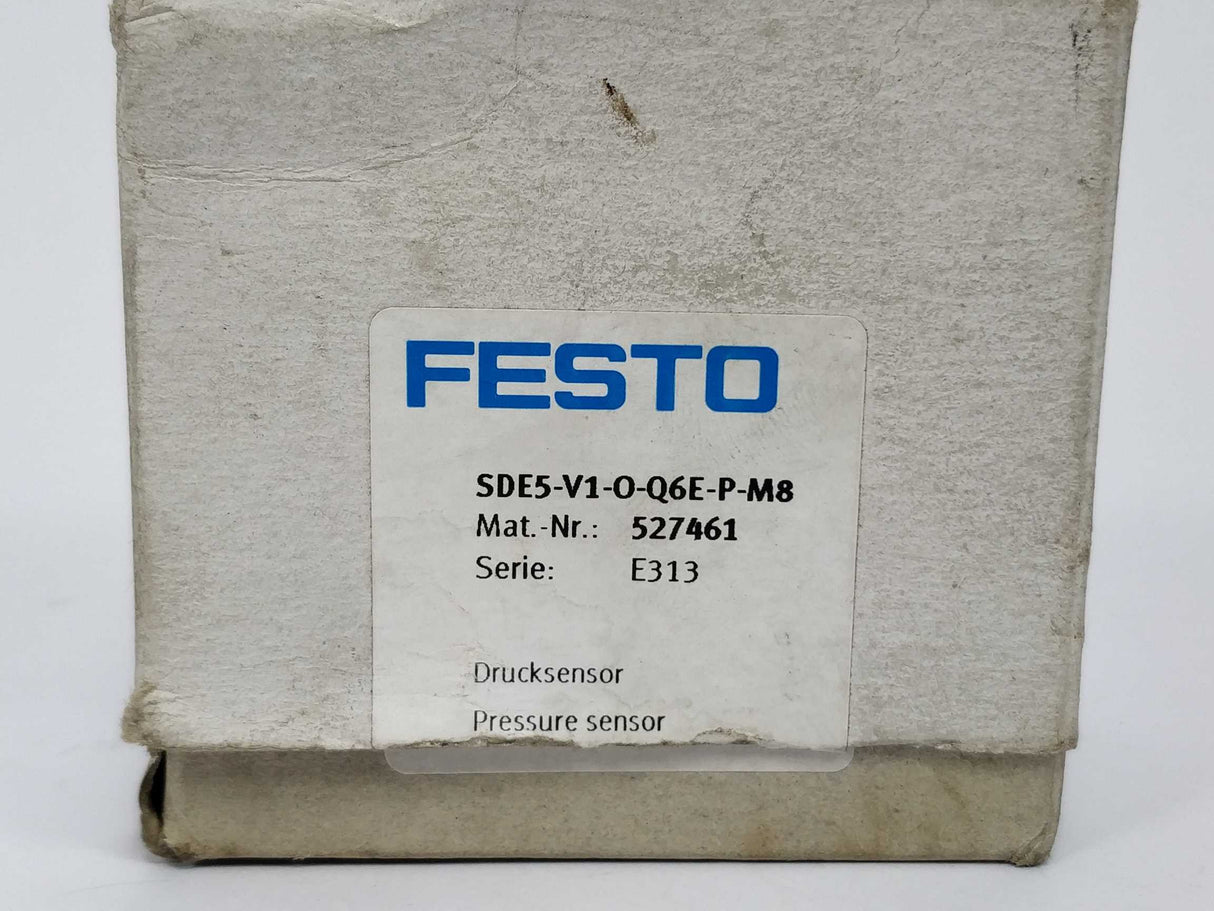 FESTO
SDE5-V1-O-Q6E-P-M8
Mat.-Nr.: 527461
Serie: E313
Drucksensor
Pressure sensor